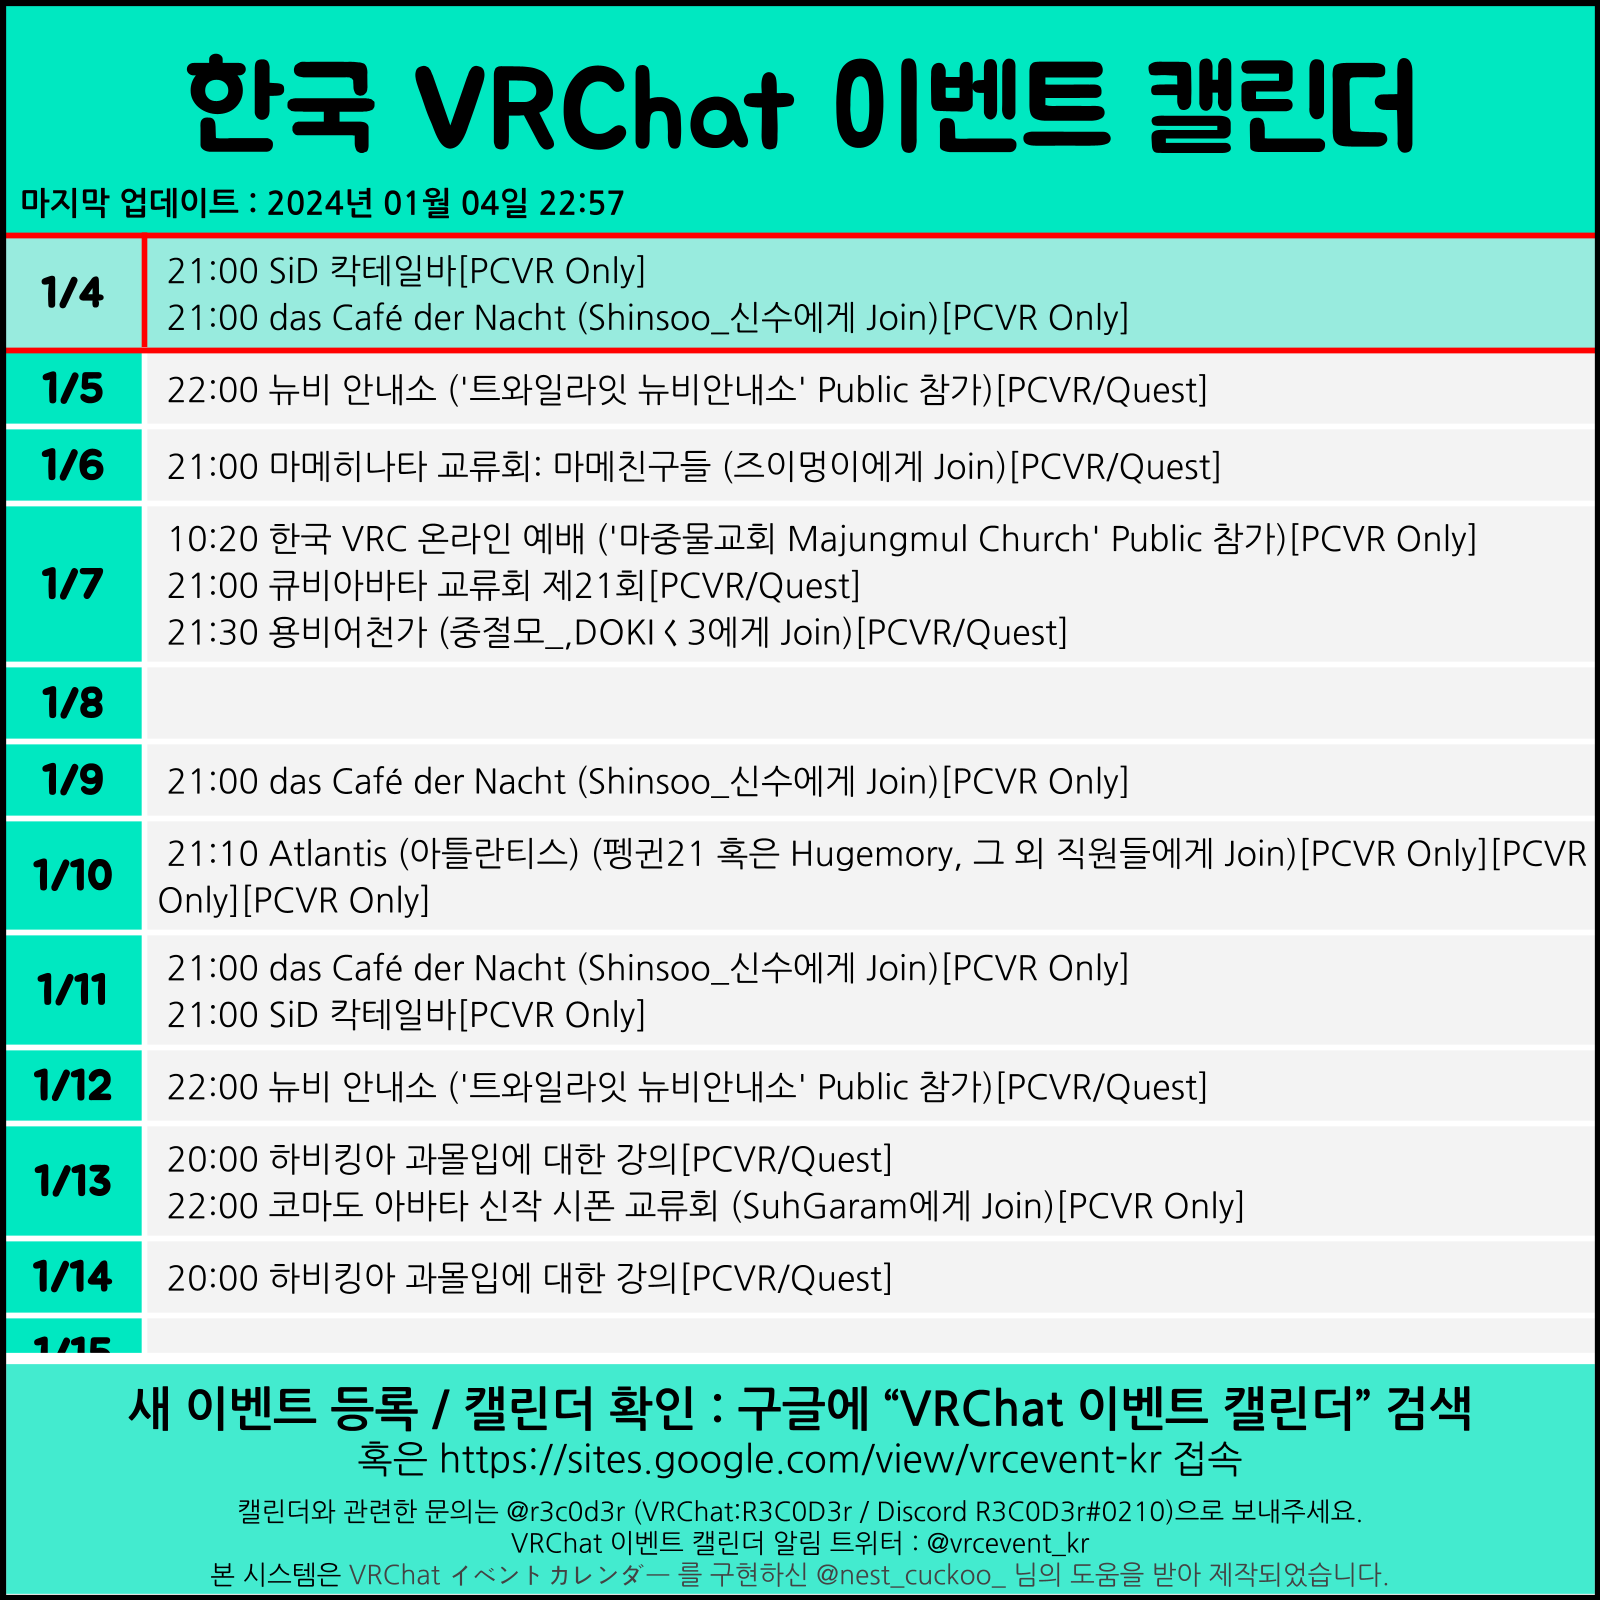 한국 VRChat 이벤트 캘린더
마지막 업데이트 : 2024년 01월 04일 22:57
1/4
21:00 SiD 칵테일바[PCVR Only]
21:00 das Café der Nacht (Shinsoo_신수에게 Join)[PCVR Only]
1/5
22:00 뉴비 안내소 ('트와일라잇 뉴비안내소' Public 참가)[PCVR/Quest]
1/6
21:00 마메히나타 교류회: 마메친구들 (즈이멍이에게 Join)[PCVR/Quest]
1/7
10:20 한국 VRC 온라인 예배 ('마중물교회 Majungmul Church' Public 참가)[PCVR Only]
21:00 큐비아바타 교류회 제21회[PCVR/Quest]
21:30 용비어천가 (중절모_,DOKI く 3에게 Join)[PCVR/Quest]
1/8
1/9
21:00 das Café der Nacht (Shinsoo_신수에게 Join)[PCVR Only]
1/10
21:10 Atlantis (아틀란티스) (펭귄21 혹은 Hugemory, 그 외 직원들에게 Join)[PCVR Only][PCVR
Only][PCVR Only]
1/11
21:00 das Café der Nacht (Shinsoo_신수에게 Join)[PCVR Only]
21:00 SiD 칵테일바[PCVR Only]
1/12
22:00 뉴비 안내소 ('트와일라잇 뉴비안내소' Public 참가)[PCVR/Quest]
1/13
20:00 하비킹아 과몰입에 대한 강의[PCVR/Quest]
22:00 코마도 아바타 신작 시폰 교류회 (SuhGaram에게 Join)[PCVR Only]
1/14
20:00 하비킹아 과몰입에 대한 강의[PCVR/Quest]
1/15
새 이벤트 등록 / 캘린더 확인 : 구글에 “VRChat 이벤트 캘린더” 검색
혹은 https://sites.google.com/view/vrcevent-kr 접속
캘린더와 관련한 문의는 @r3c0d3r (VRChat:R3C0D3r / Discord R3C0D3r#0210)으로 보내주세요.
VRChat 이벤트 캘린더 알림 트위터 : @vrcevent_kr
본 시스템은 VRChat イベントカレンダー 를 구현하신 @nest_cuckoo_ 님의 도움을 받아 제작되었습니다.